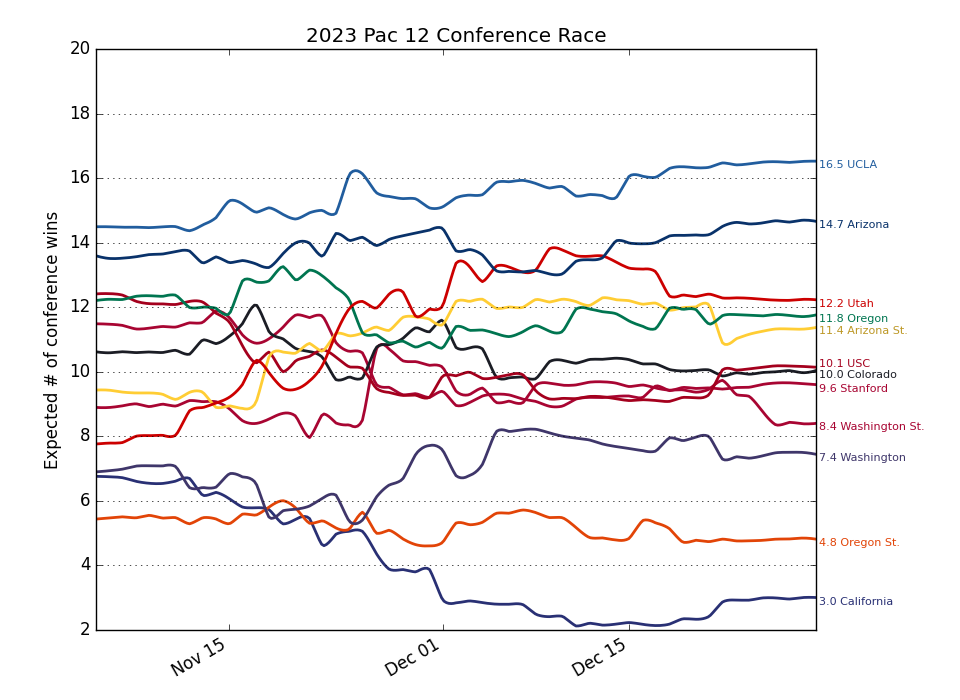 2023 Pac 12 Conference Race
Expected # of conference wins
20
18
16
14
12
10
8
6
4
2
Nov 15
Dec 01
Dec 15
16.5 UCLA
14.7 Arizona
12.2 Utah
11.8 Oregon
11.4 Arizona St.
10.1 USC
10.0 Colorado
9.6 Stanford
8.4 Washington St.
7.4 Washington
4.8 Oregon St.
3.0 California